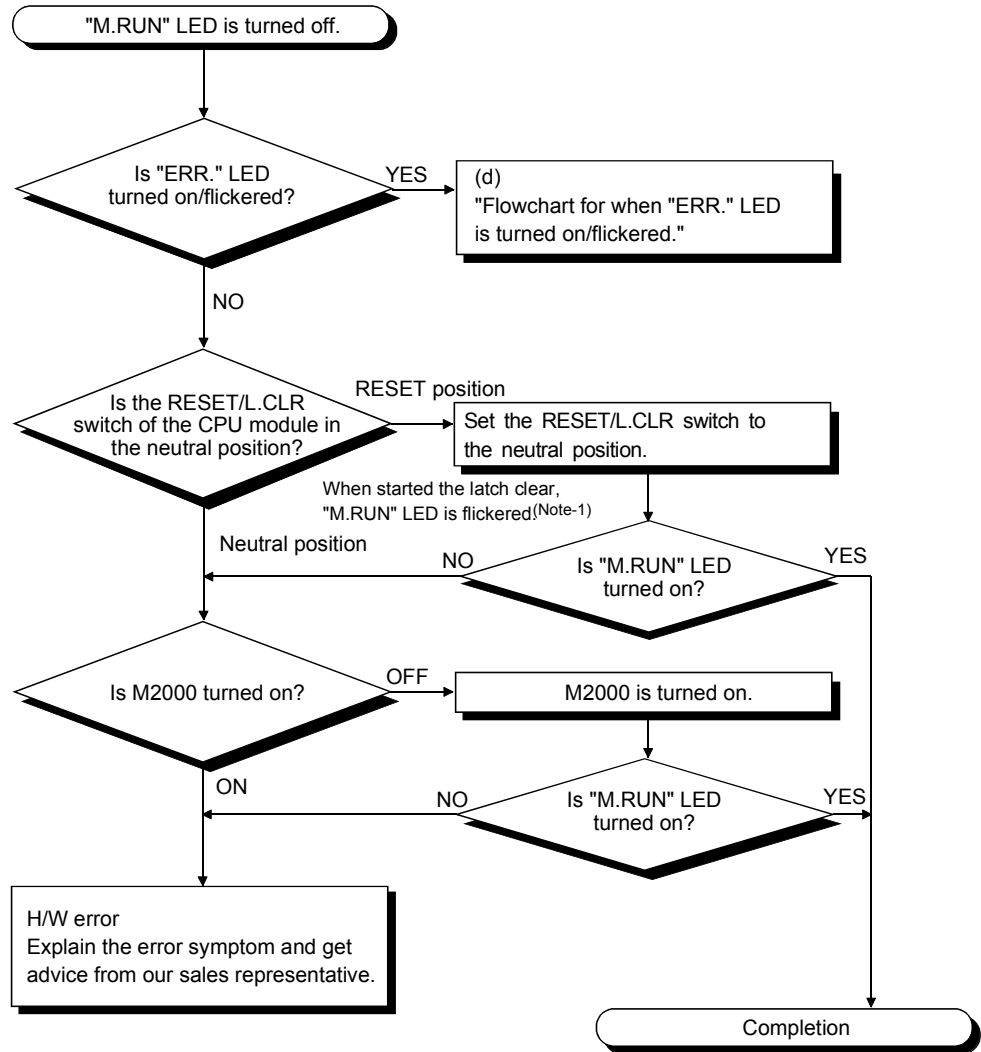 "M.RUN" LED is turned off.
Is "ERR." LED
turned on/flickered?
YES
(d)
"Flowchart for when "ERR." LED
is turned on/flickered."
NO
Is the RESET/L.CLR
switch of the CPU module in
the neutral position?
RESET position
Set the RESET/L.CLR switch to
the neutral position.
When started the latch clear,
"M.RUN" LED is flickered.(Note-1)
Neutral position
NO
Is "M.RUN" LED
turned on?
YES
Is M2000 turned on?
OFF
M2000 is turned on.
ON
NO
Is "M.RUN" LED
turned on?
YES
H/W error
Explain the error symptom and get
advice from our sales representative.
Completion